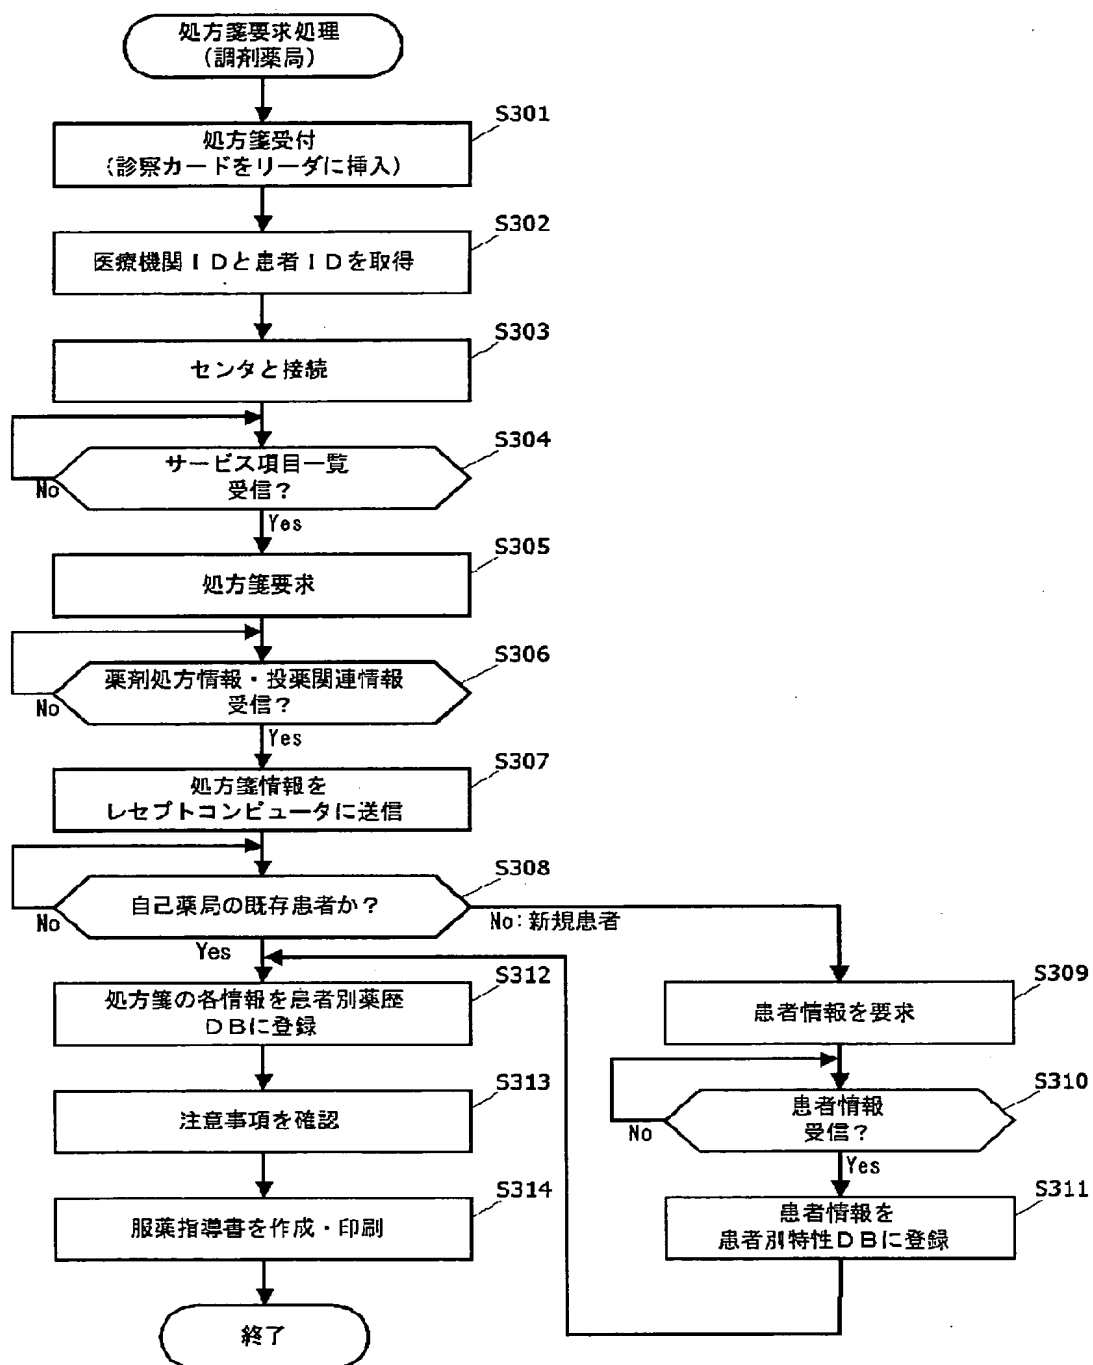 処方箋要求処理
(調剤薬局)
S301
処方箋受付
(診察カードをリーダに挿入)
S302
医療機関IDと患者IDを取得
S303
センタと接続
S304
サービス項目一覧
受信?
No
Yes
S305
処方箋要求
S306
薬剤処方情報・投薬関連情報
受信?
No
Yes
S307
処方箋情報を
レセプトコンピュータに送信
S308
自己薬局の既存患者か?
No
No:新規患者
Yes
S312
処方箋の各情報を患者別薬歴
DBに登録
S313
注意事項を確認
S314
服薬指導書を作成・印刷
終了
S309
患者情報を要求
S310
患者情報
受信?
No
Yes
S311
患者情報を
患者別特性DBに登録